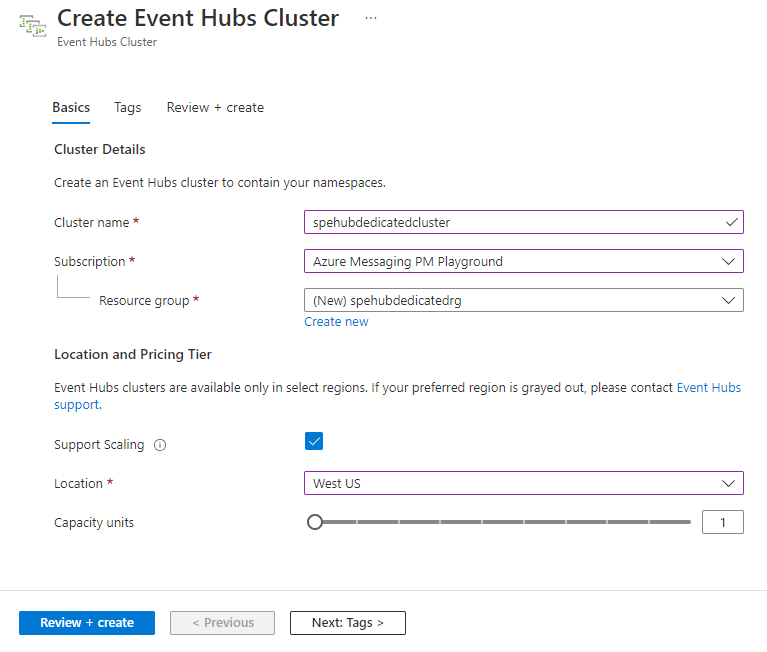 Create Event Hubs Cluster ...
Event Hubs Cluster
Basics Tags Review + create
Cluster Details
Create an Event Hubs cluster to contain your namespaces.
Cluster name * spehubdedicatedcluster
Subscription * Azure Messaging PM Playground
Resource group * (New) spehubdedicatedrg
Create new
Location and Pricing Tier
Event Hubs clusters are available only in select regions. If your preferred region is grayed out, please contact Event Hubs
support.
Support Scaling
Location * West US
Capacity units 1
Review + create < Previous Next: Tags >